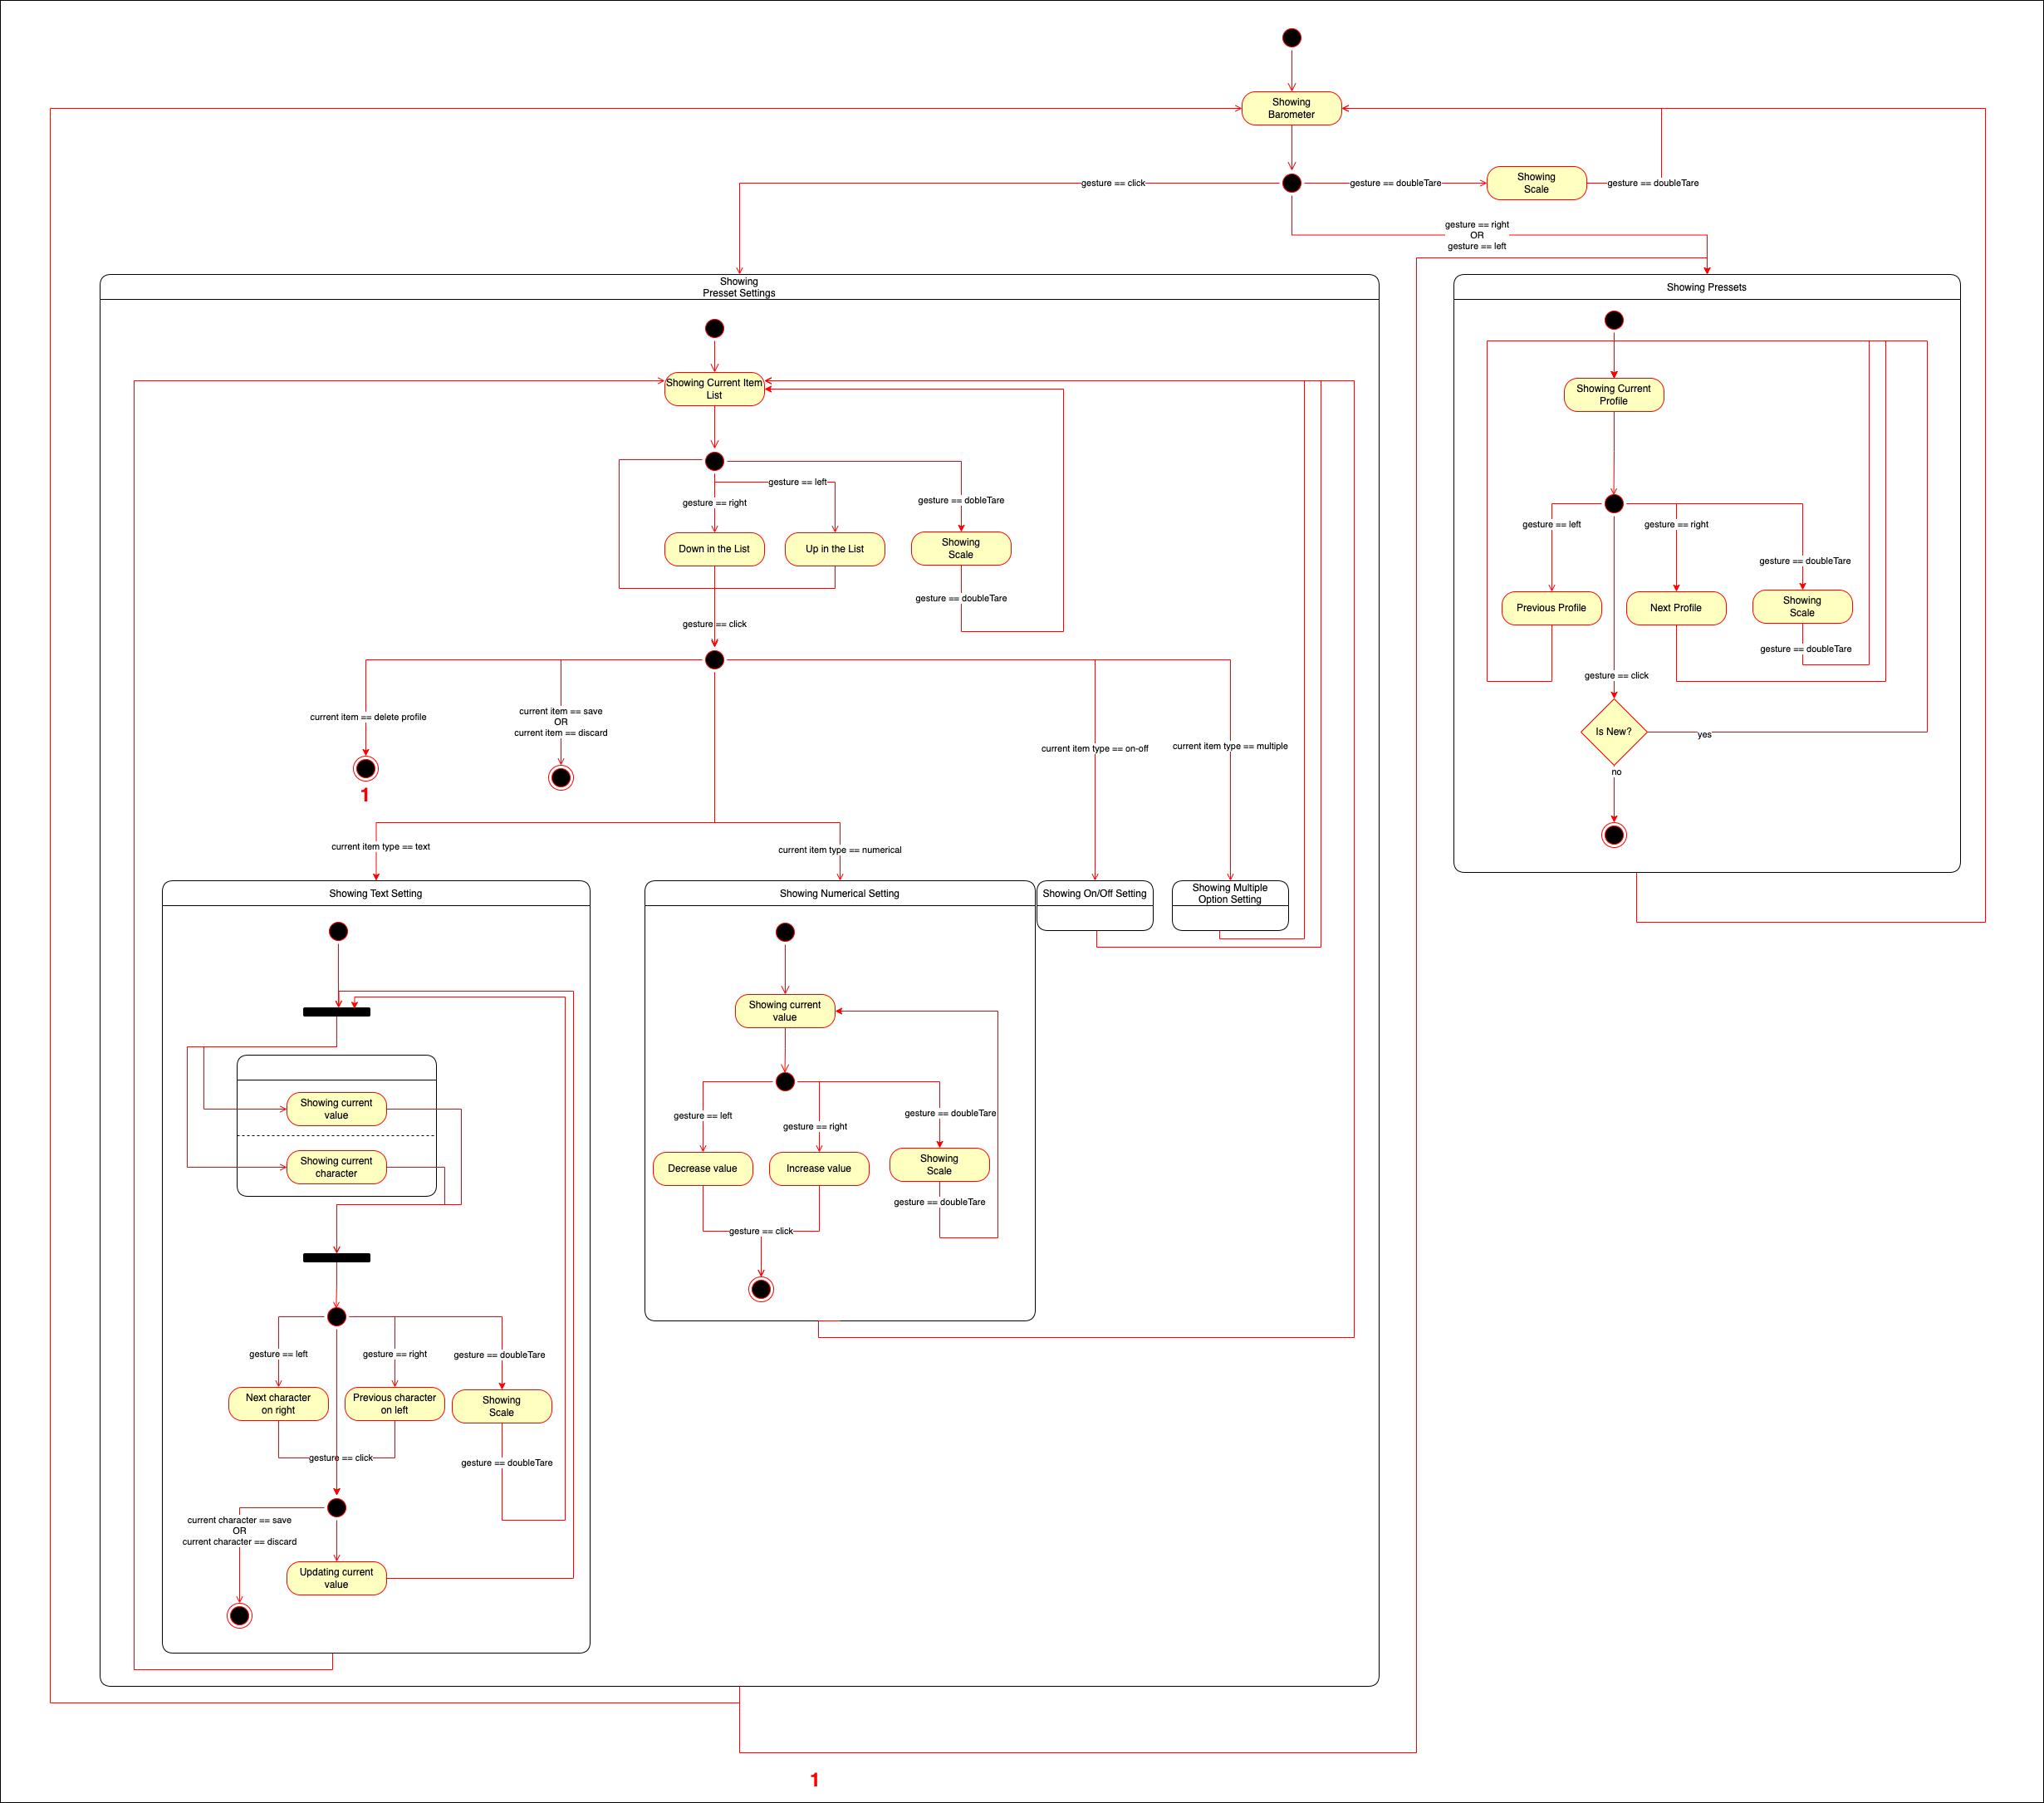 Showing
Barometer
gesture == click
gesture == doubleTare
Showing
Scale
gesture == doubleTare
gesture == right
OR
gesture == left
Showing
Presset Settings
Showing Pressets
Showing Current Item
List
Showing Current
Profile
gesture == left
gesture == right
gesture == dobleTare
Down in the List
Up in the List
Showing
Scale
gesture == doubleTare
gesture == click
gesture == left
gesture == right
gesture == doubleTare
Previous Profile
Next Profile
Showing
Scale
gesture == doubleTare
gesture == click
Is New?
yes
no
current item == delete profile
1
current item == save
OR
current item == discard
current item type == on-off
current item type == multiple
current item type == text
current item type == numerical
Showing Text Setting
Showing Numerical Setting
Showing On/Off Setting
Showing Multiple
Option Setting
Showing current
value
Showing current
character
gesture == left
gesture == right
gesture == doubleTare
Next character
on right
Previous character
on left
Showing
Scale
gesture == click
gesture == doubleTare
current character == save
OR
current character == discard
Updating current
value
Showing current
value
gesture == left
gesture == right
gesture == doubleTare
Decrease value
Increase value
Showing
Scale
gesture == doubleTare
gesture == click
1